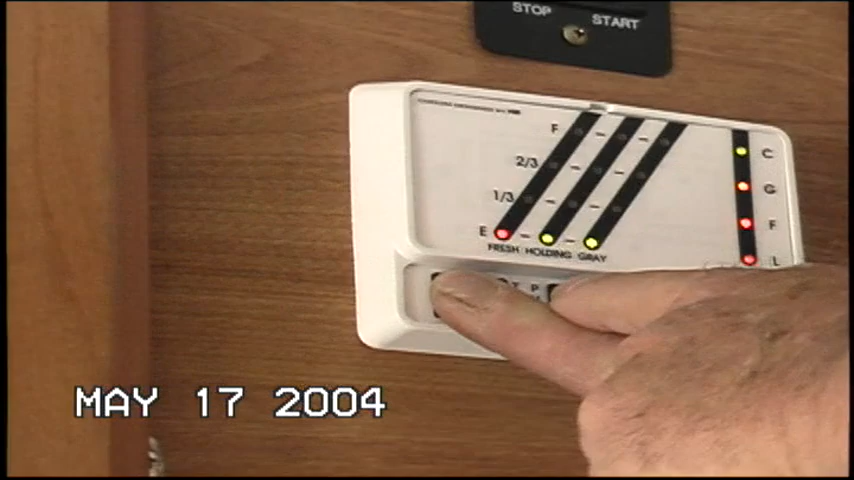 STOP START
F
2/3
1/3
E
FRESH HOLDING GRAY
C
G
F
L
P
MAY 17 2004